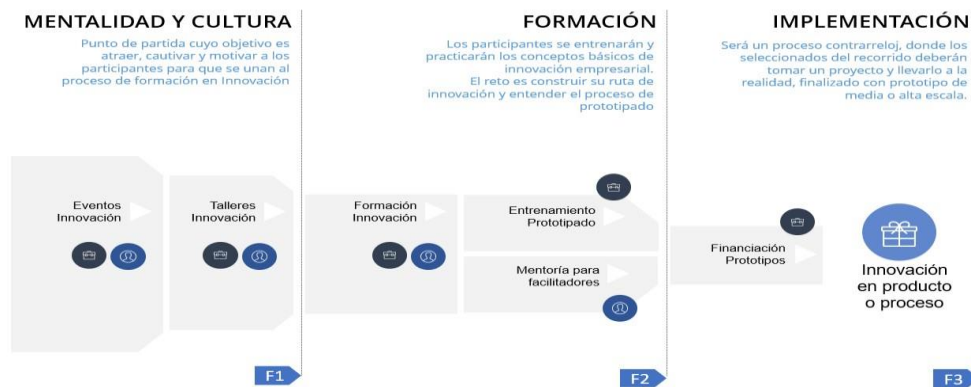 MENTALIDAD Y CULTURA
Punto de partida cuyo objetivo es
atraer, cautivar y motivar a los
participantes para que se unan al
proceso de formación en Innovación
FORMACIÓN
Los participantes se entrenarán y
practicarán los conceptos básicos de
innovación empresarial.
El reto es construir su ruta de
innovación y entender el proceso de
prototipado
IMPLEMENTACIÓN
Será un proceso contrarreloj, donde los
seleccionados del recorrido deberán
tomar un proyecto y llevarlo a la
realidad, finalizado con prototipo de
media o alta escala.
Eventos
Innovación
Talleres
Innovación
Formación
Innovación
Entrenamiento
Prototipado
Mentoría para
facilitadores
Financiación
Prototipos
Innovación
en producto
o proceso
F1
F2
F3